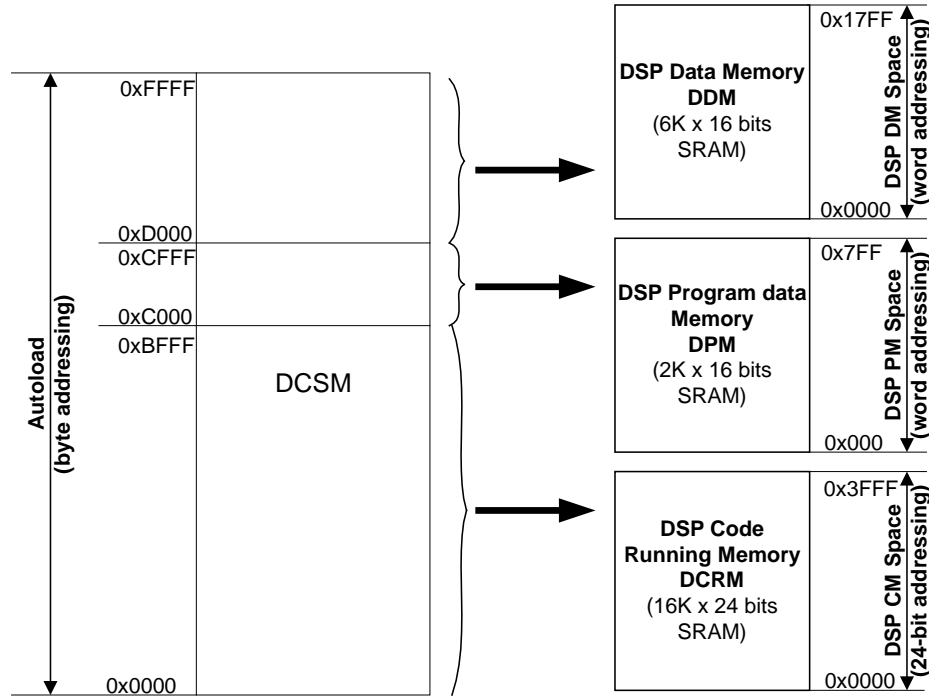 Autoload
(byte addressing)
0xFFFF
0xD000
0xCFFF
0xC000
0xBFFF
DCSM
0x0000
DSP Data Memory
DDM
(6K x 16 bits
SRAM)
0x17FF
0x0000
DSP DM Space
(word addressing)
DSP Program data
Memory
DPM
(2K x 16 bits
SRAM)
0x7FF
0x000
DSP PM Space
(word addressing)
DSP Code
Running Memory
DCRM
(16K x 24 bits
SRAM)
0x3FFF
0x0000
DSP CM Space
(24-bit addressing)